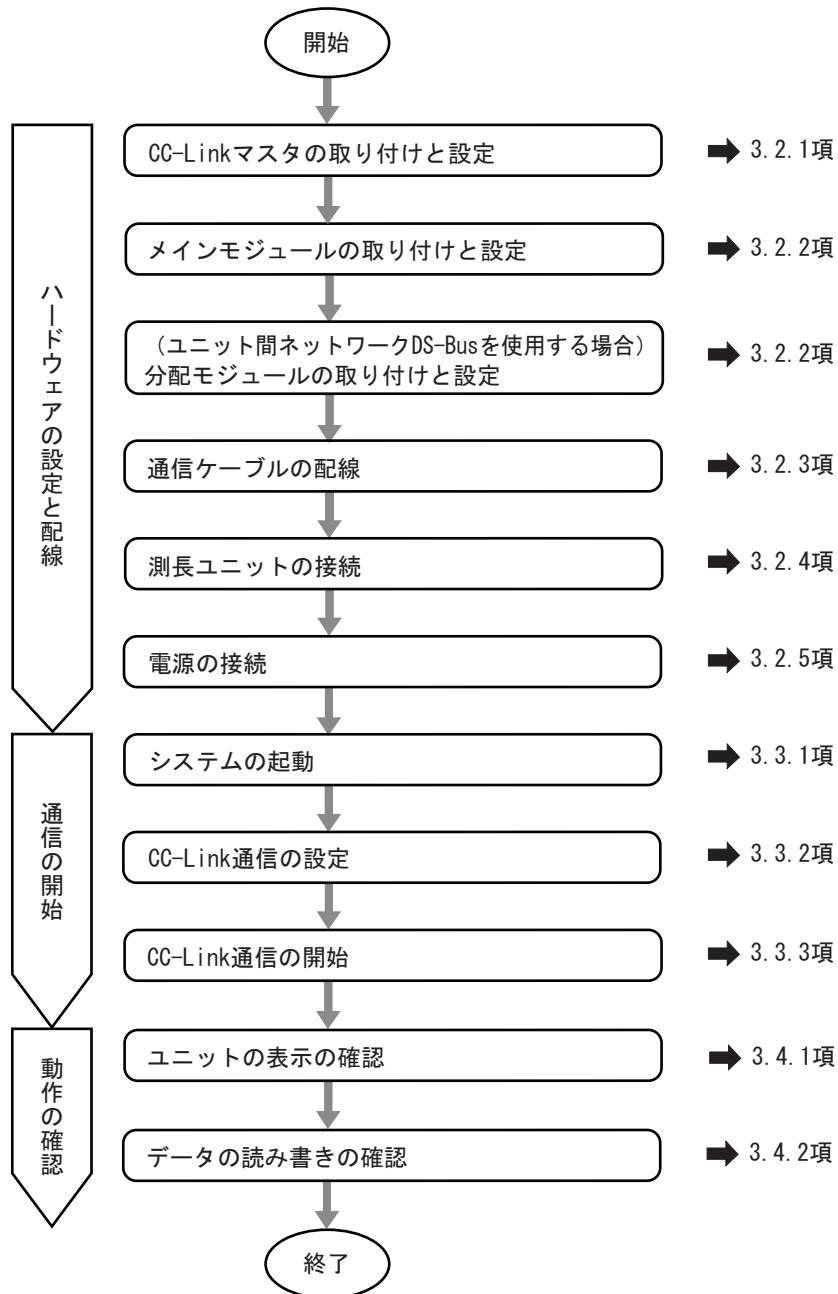 開始
ハードウェアの設定と配線
CC-Linkマスタの取り付けと設定
3.2.1項
メインモジュールの取り付けと設定
3.2.2項
（ユニット間ネットワークDS-Busを使用する場合）
分配モジュールの取り付けと設定
3.2.2項
通信ケーブルの配線
3.2.3項
測長ユニットの接続
3.2.4項
電源の接続
3.2.5項
通信の開始
システムの起動
3.3.1項
CC-Link通信の設定
3.3.2項
CC-Link通信の開始
3.3.3項
動作の確認
ユニットの表示の確認
3.4.1項
データの読み書きの確認
3.4.2項
終了